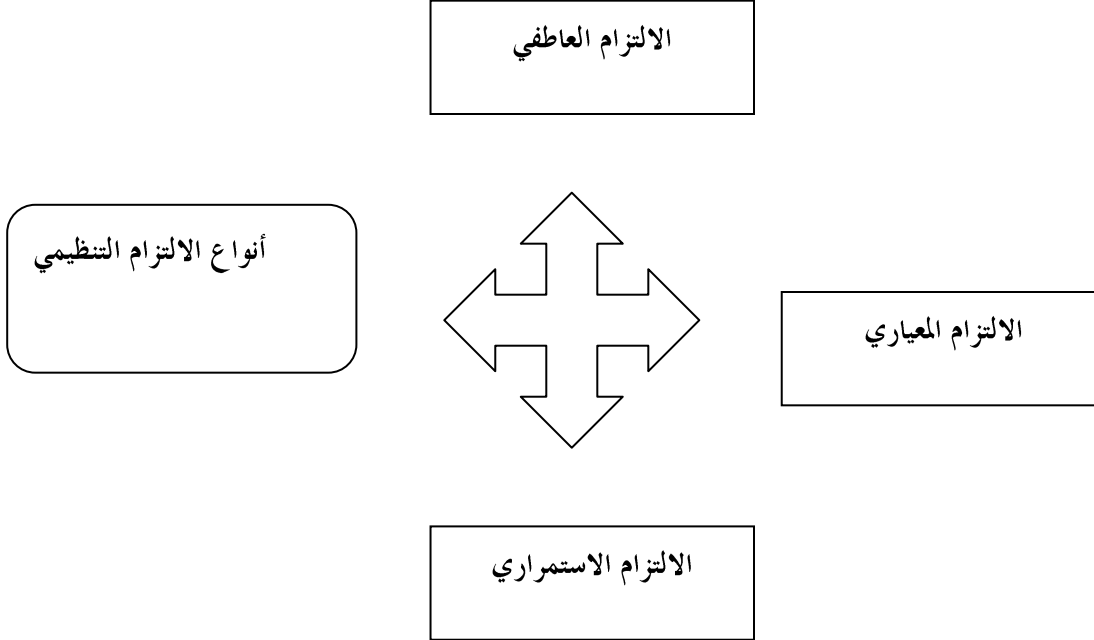 الالتزام العاطفي
أنواع الالتزام التنظيمي
الالتزام المعياري
الالتزام الاستمراري